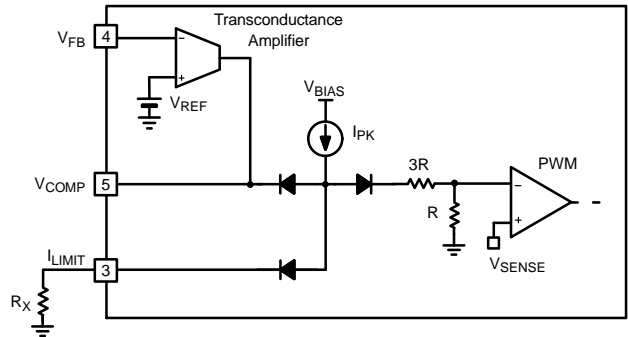 Transconductance
Amplifier
VFB
4
−
+
VREF
VBIAS
IPK
VCOMP
5
3R
PWM
−
R
+
VSENSE
ILIMIT
3
RX